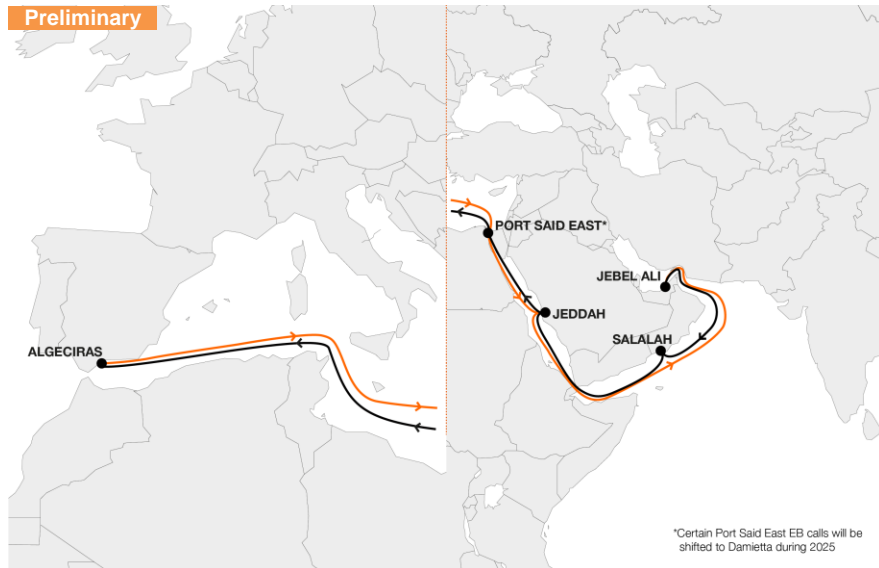 Preliminary
PORT SAID EAST*
JEBEL ALI
JEDDAH
SALALAH
ALGECIRAS
*Certain Port Said East EB calls will be
shifted to Damietta during 2025